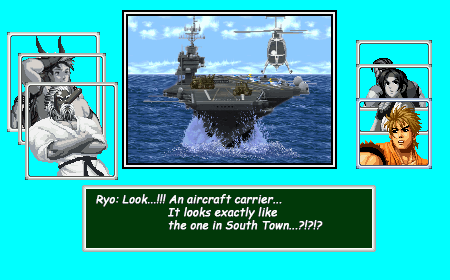 Ryo: Look...!!! An aircraft carrier...
It looks exactly like
the one in South Town...?!?!?